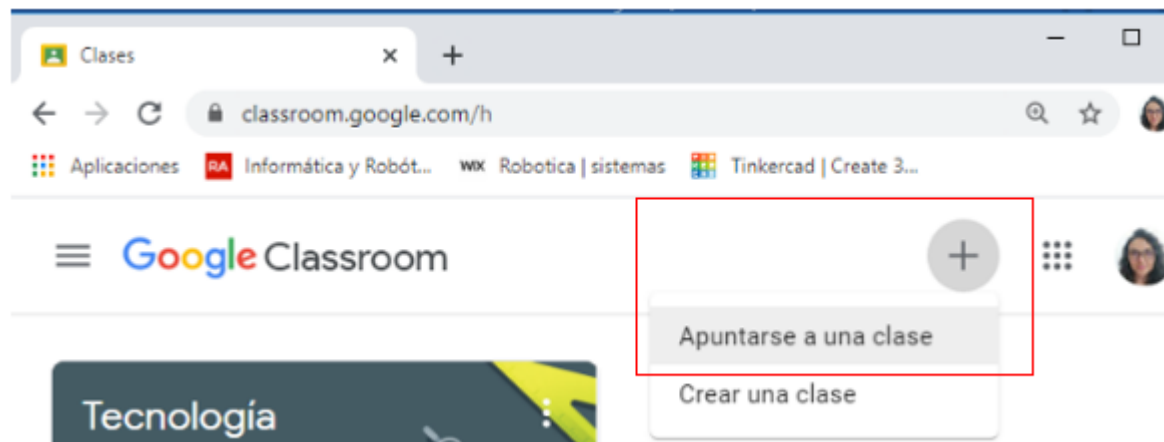 Clases
classroom.google.com/h
Aplicaciones RA Informática y Robót... WIX Robotica | sistemas Tinkercad | Create 3...
Google Classroom
Apuntarse a una clase
Crear una clase
Tecnología